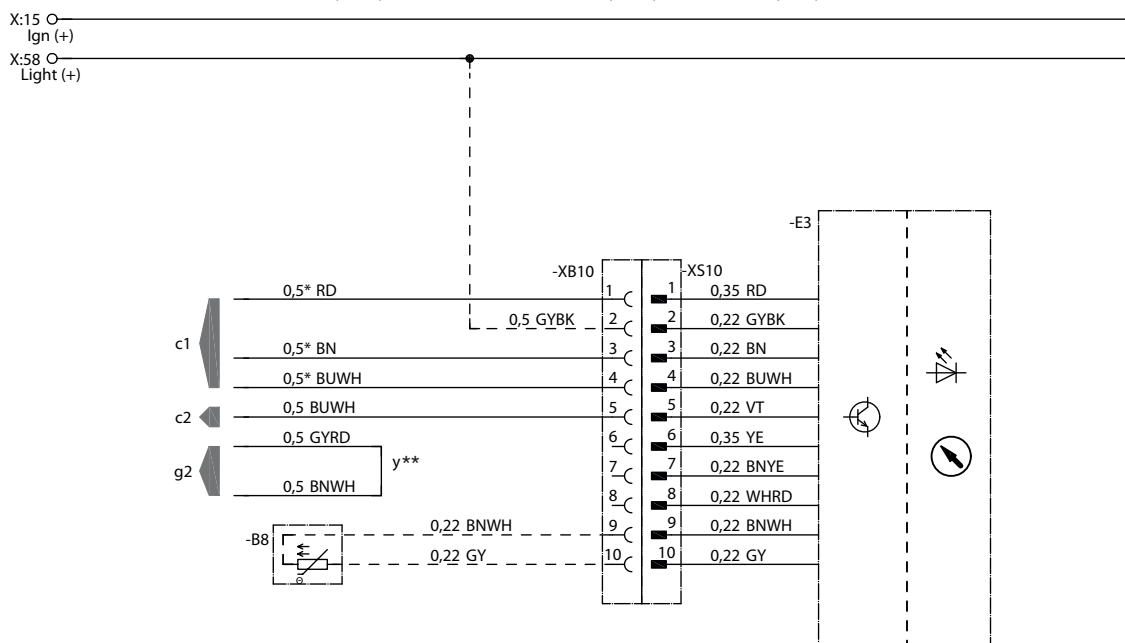 X:15
Ign (+)
X:58
Light (+)
-E3
-XB10
-XS10
0,5* RD
1
1
0,35 RD
0,5 GYBK
2
2
0,22 GYBK
c1
0,5* BN
3
3
0,22 BN
0,5* BUWH
4
4
0,22 BUWH
c2
0,5 BUWH
5
5
0,22 VT
0,5 GYRD
6
6
0,35 YE
g2
y**
7
7
0,22 BNYE
0,5 BNWH
8
8
0,22 WHRD
-B8
0,22 BNWH
9
9
0,22 BNWH
0,22 GY
10
10
0,22 GY
Θ